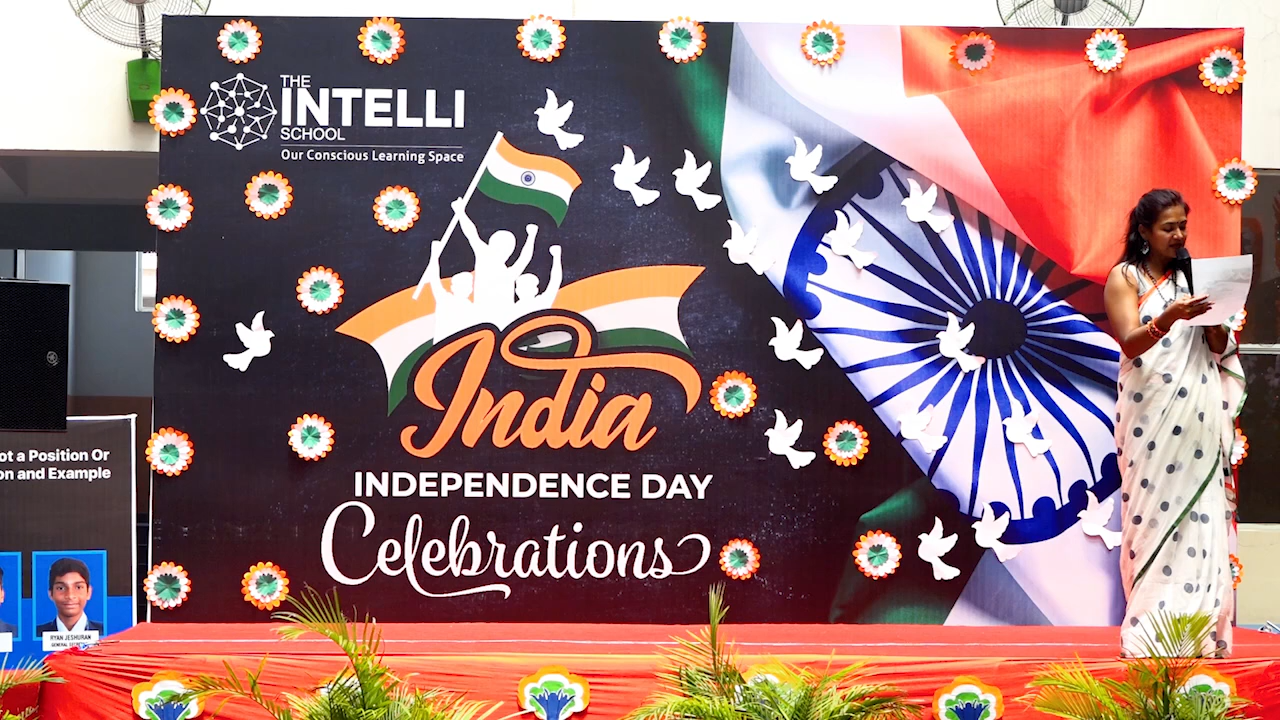 THE
INTELLI
SCHOOL
Our Conscious Learning Space
India
INDEPENDENCE DAY
Celebrations
ot a Position Or
on and Example
RYAN JESHURAN
GENERAL